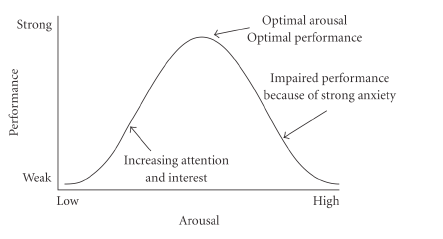 Strong
Optimal arousal
Optimal performance
Impaired performance
because of strong anxiety
Performance
Increasing attention
and interest
Weak
Low
High
Arousal